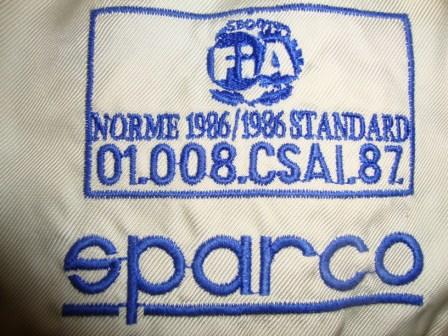 SPORT
FIA
NORME 1986/1986 STANDARD
01.008.CSAI.87.
sparco